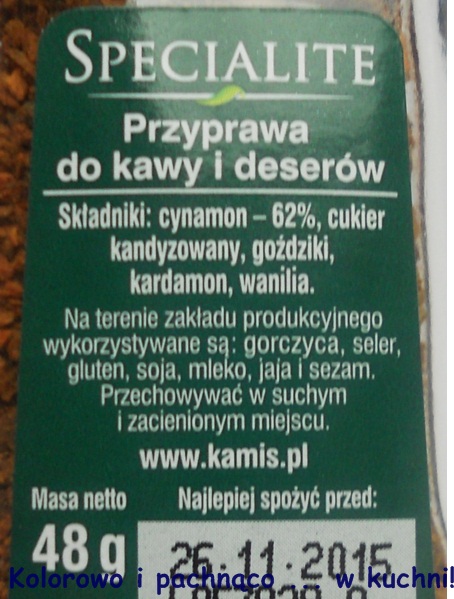 SPECIALITE
Przyprawa
do kawy i deserów
Składniki: cynamon – 62%, cukier
kandyzowany, goździki,
kardamon, wanilia.
Na terenie zakładu produkcyjnego
wykorzystywane są: gorczyca, seler,
gluten, soja, mleko, jaja i sezam.
Przechowywać w suchym
i zacienionym miejscu.
www.kamis.pl
Masa netto
Najlepiej spożyć przed:
48 g
26.11.2015
Kolorowo i pachnąco ... w kuchni!